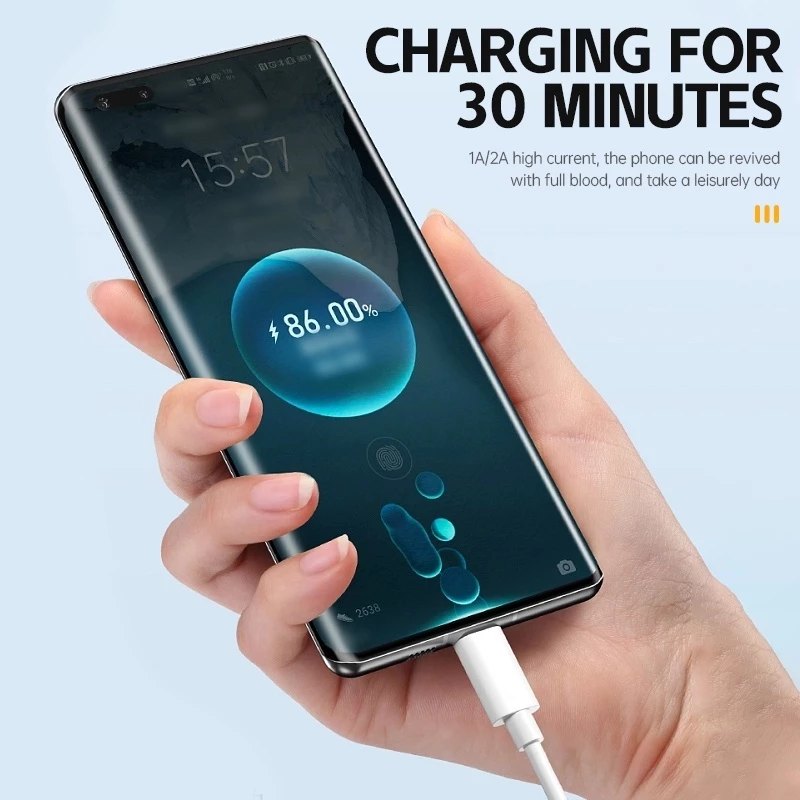 CHARGING FOR
30 MINUTES
1A/2A high current, the phone can be revived
with full blood, and take a leisurely day
15:57
86.00%
2638